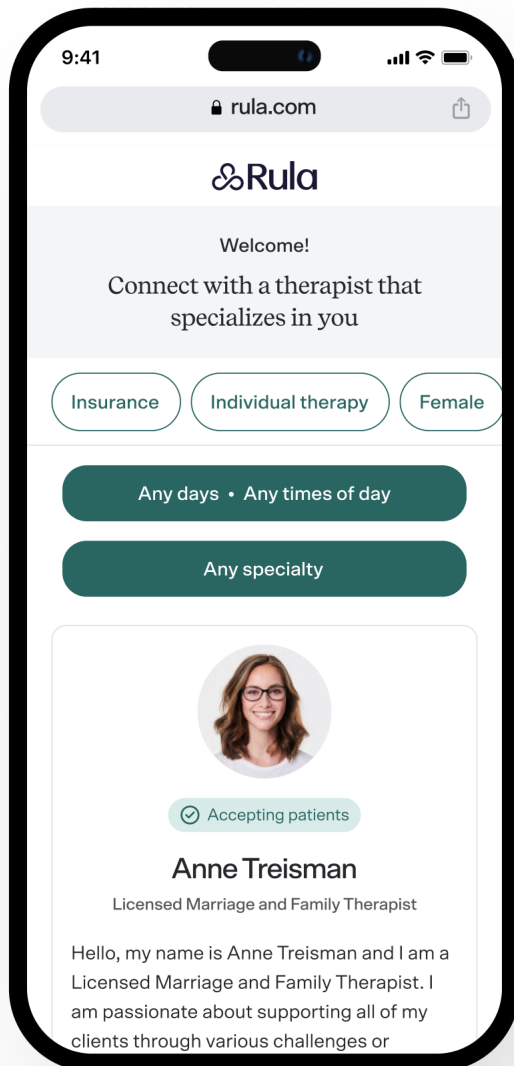 9:41
rula.com
Rula
Welcome!
Connect with a therapist that
specializes in you
Insurance
Individual therapy
Female
Any days • Any times of day
Any specialty
Accepting patients
Anne Treisman
Licensed Marriage and Family Therapist
Hello, my name is Anne Treisman and I am a
Licensed Marriage and Family Therapist. I
am passionate about supporting all of my
clients through various challenges or